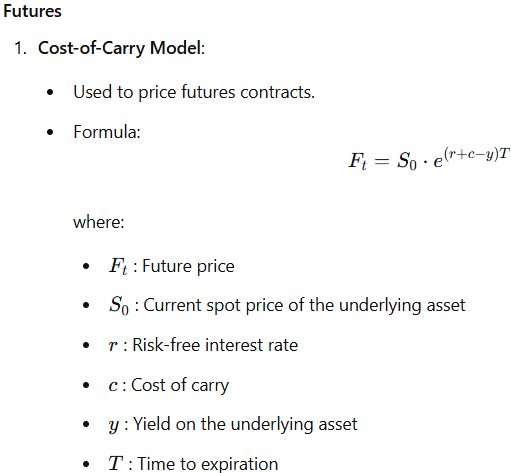 Futures
1. Cost-of-Carry Model:
• Used to price futures contracts.
• Formula:
F_t = S_0 · e^{(r+c−y)T}
where:
• F_t : Future price
• S_0 : Current spot price of the underlying asset
• r : Risk-free interest rate
• c : Cost of carry
• y : Yield on the underlying asset
• T : Time to expiration